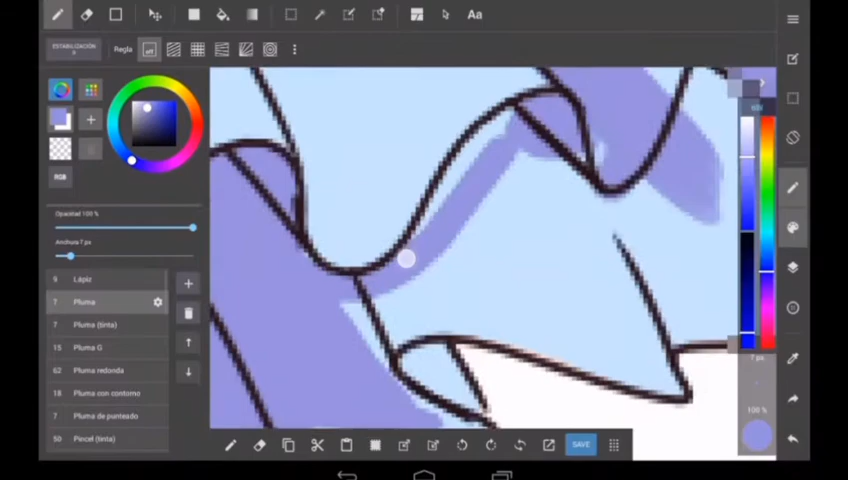 Aa
ESTABILIZACIÓN
Regla
off
RGB
Opacidad 100 %
Anchura 7 px
9 Lápiz
7 Pluma
7 Pluma (tinta)
15 Pluma G
62 Pluma redonda
18 Pluma con contorno
7 Pluma de punteado
50 Pincel (tinta)
SAVE
7 px.
100 %